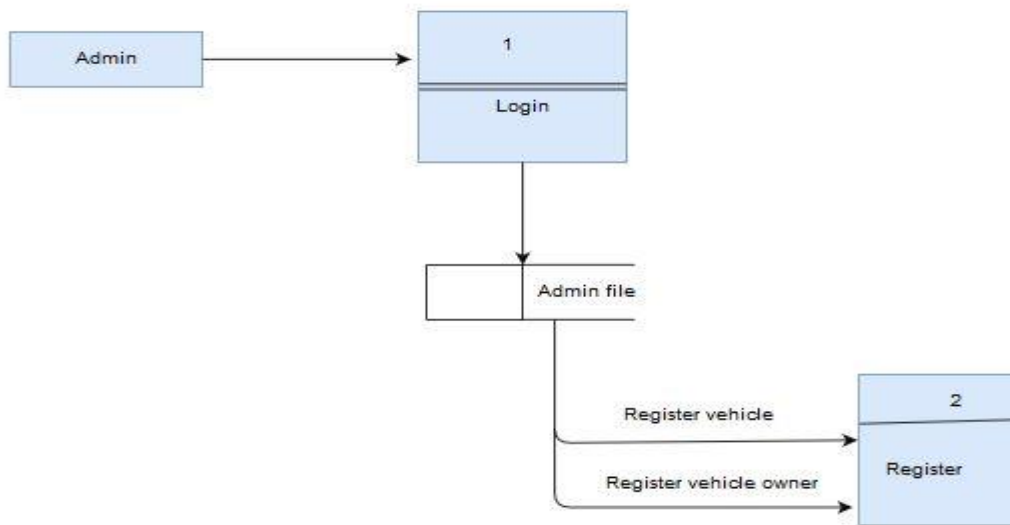 Admin
1
Login
Admin file
Register vehicle
2
Register
Register vehicle owner